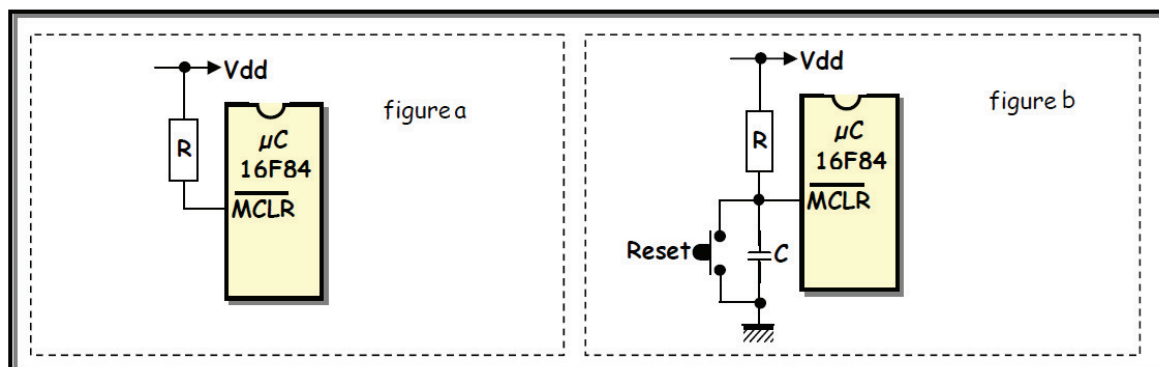 Vdd
figure a
R
µC
16F84
MCLR
Vdd
figure b
R
µC
16F84
MCLR
Reset
C